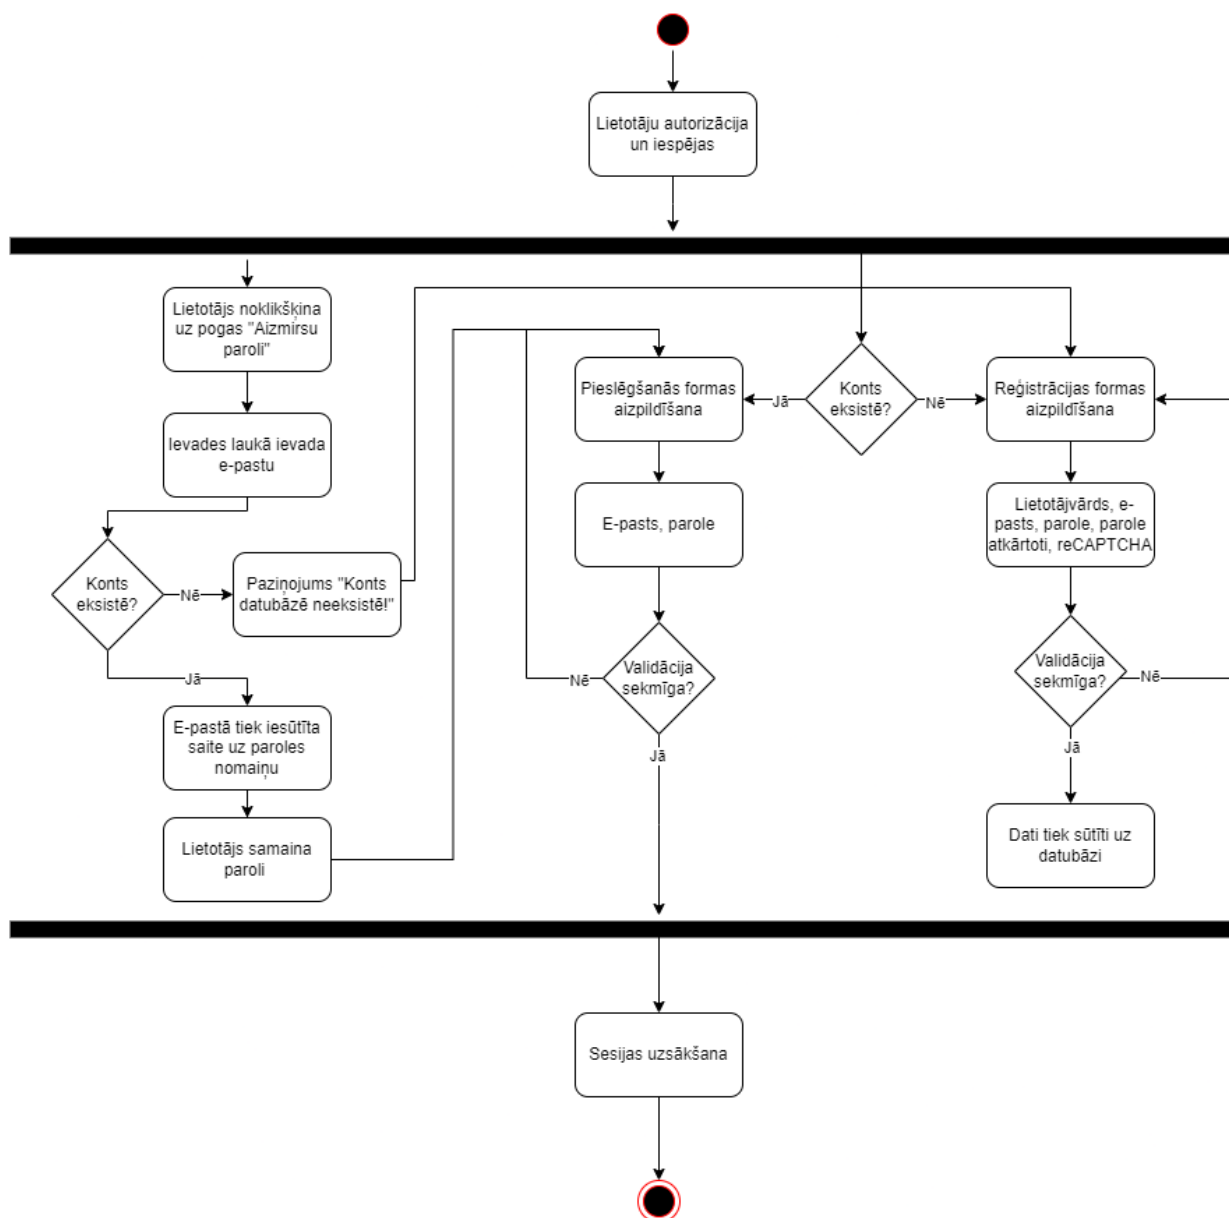 Lietotāju autorizācija
un iespējas
Lietotājs noklikšķina
uz pogas "Aizmirsu
paroli"
Ievades laukā ievada
e-pastu
Konts
eksistē?
Nē
Paziņojums "Konts
datubāzē neeksistē!"
Jā
E-pastā tiek iesūtīta
saite uz paroles
nomaiņu
Lietotājs samaina
paroli
Pieslēgšanās formas
aizpildīšana
Jā
Konts
eksistē?
Nē
Reģistrācijas formas
aizpildīšana
E-pasts, parole
Nē
Validācija
sekmīga?
Jā
Lietotājvārds, e-
pasts, parole, parole
atkārtoti, reCAPTCHA
Validācija
sekmīga?
Nē
Jā
Dati tiek sūtīti uz
datubāzi
Sesijas uzsākšana